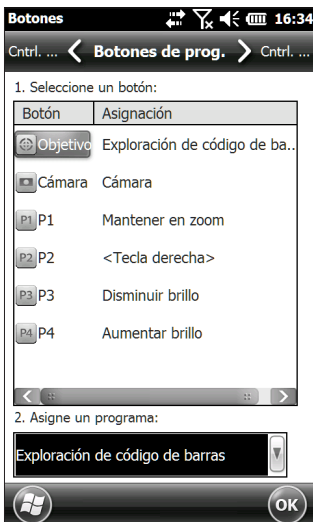 Botones 16:34
Cntrl. ... Botones de prog. Cntrl. ...
1. Seleccione un botón:
Botón Asignación
Objetivo Exploración de código de ba..
Cámara Cámara
P1 P1 Mantener en zoom
P2 P2 <Tecla derecha>
P3 P3 Disminuir brillo
P4 P4 Aumentar brillo
2. Asigne un programa:
Exploración de código de barras
OK